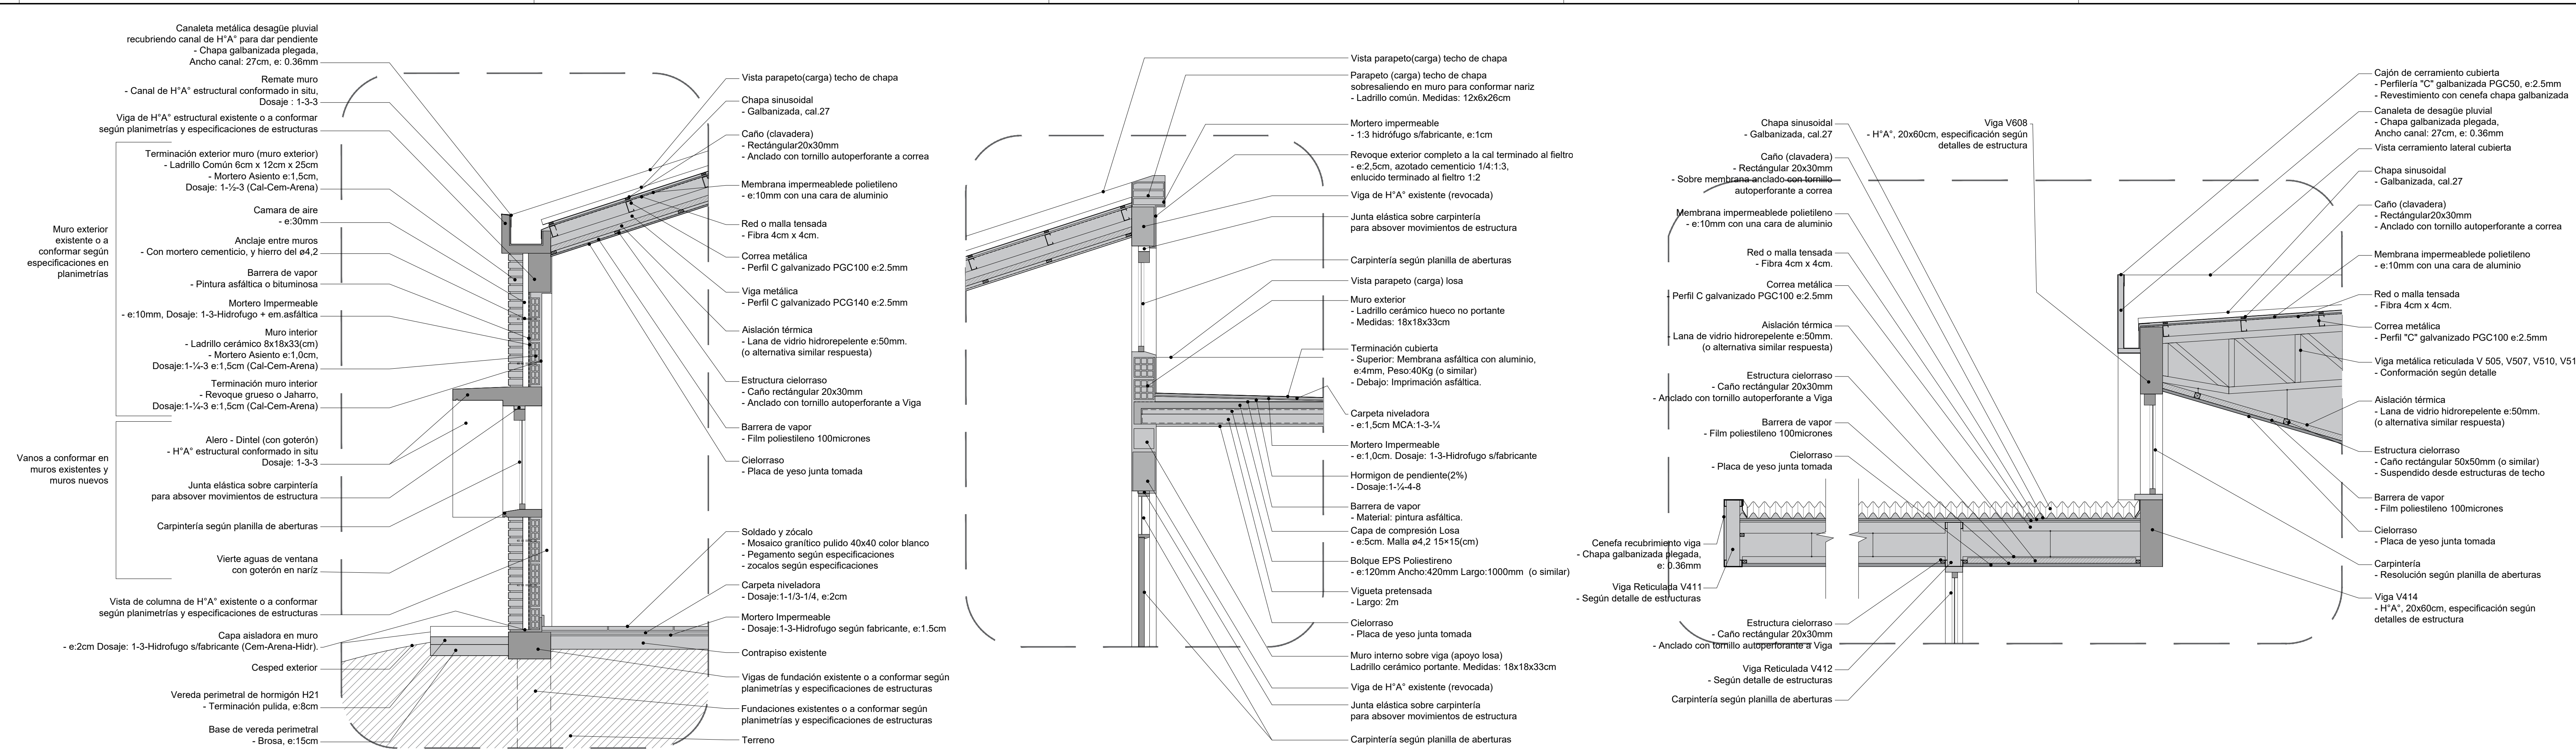 Canaleta metálica desagüe pluvial
recubriendo canal de H°A° para dar pendiente
- Chapa galbanizada plegada,
Ancho canal: 27cm, e: 0.36mm
Remate muro
- Canal de H°A° estructural conformado in situ,
Dosaje : 1-3-3
Viga de H°A° estructural existente o a conformar
según planimetrías y especificaciones de estructuras
Terminación exterior muro (muro exterior)
- Ladrillo Común 6cm x 12cm x 25cm
- Mortero Asiento e:1,5cm,
Dosaje: 1-½-3 (Cal-Cem-Arena)
Camara de aire
- e:30mm
Anclaje entre muros
- Con mortero cementicio, y hierro del ø4,2
Barrera de vapor
- Pintura asfáltica o bituminosa
Mortero Impermeable
- e:10mm, Dosaje: 1-3-Hidrofugo + em.asfáltica
Muro interior
- Ladrillo cerámico 8x18x33(cm)
- Mortero Asiento e:1,0cm,
Dosaje:1-¼-3 e:1,5cm (Cal-Cem-Arena)
Terminación muro interior
- Revoque grueso o Jaharro,
Dosaje:1-¼-3 e:1,5cm (Cal-Cem-Arena)
Muro exterior
existente o a
conformar según
especificaciones en
planimetrías
Alero - Dintel (con goterón)
- H°A° estructural conformado in situ
Dosaje: 1-3-3
Vanos a conformar en
muros existentes y
muros nuevos
Junta elástica sobre carpintería
para absover movimientos de estructura
Carpintería según planilla de aberturas
Vierte aguas de ventana
con goterón en naríz
Vista de columna de H°A° existente o a conformar
según planimetrías y especificaciones de estructuras
Capa aisladora en muro
- e:2cm Dosaje: 1-3-Hidrofugo s/fabricante (Cem-Arena-Hidr).
Cesped exterior
Vereda perimetral de hormigón H21
- Terminación pulida, e:8cm
Base de vereda perimetral
- Brosa, e:15cm
Vista parapeto(carga) techo de chapa
Chapa sinusoidal
- Galbanizada, cal.27
Caño (clavadera)
- Rectángular20x30mm
- Anclado con tornillo autoperforante a correa
Membrana impermeablede polietileno
- e:10mm con una cara de aluminio
Red o malla tensada
- Fibra 4cm x 4cm.
Correa metálica
- Perfil C galvanizado PGC100 e:2.5mm
Viga metálica
- Perfil C galvanizado PCG140 e:2.5mm
Aislación térmica
- Lana de vidrio hidrorepelente e:50mm.
(o alternativa similar respuesta)
Estructura cielorraso
- Caño rectángular 20x30mm
- Anclado con tornillo autoperforante a Viga
Barrera de vapor
- Film poliestileno 100micrones
Cielorraso
- Placa de yeso junta tomada
Soldado y zócalo
- Mosaico granítico pulido 40x40 color blanco
- Pegamento según especificaciones
- zocalos según especificaciones
Carpeta niveladora
- Dosaje:1-1/3-1/4, e:2cm
Mortero Impermeable
- Dosaje:1-3-Hidrofugo según fabricante, e:1.5cm
Contrapiso existente
Vigas de fundación existente o a conformar según
planimetrías y especificaciones de estructuras
Fundaciones existentes o a conformar según
planimetrías y especificaciones de estructuras
Terreno
Vista parapeto(carga) techo de chapa
Parapeto (carga) techo de chapa
sobresaliendo en muro para conformar nariz
- Ladrillo común. Medidas: 12x6x26cm
Mortero impermeable
- 1:3 hidrófugo s/fabricante, e:1cm
Revoque exterior completo a la cal terminado al fieltro
- e:2,5cm, azotado cementicio 1/4:1:3,
enlucido terminado al fieltro 1:2
Viga de H°A° existente (revocada)
Junta elástica sobre carpintería
para absover movimientos de estructura
Carpintería según planilla de aberturas
Vista parapeto (carga) losa
Muro exterior
- Ladrillo cerámico hueco no portante
- Medidas: 18x18x33cm
Terminación cubierta
- Superior: Membrana asfáltica con aluminio,
e:4mm, Peso:40Kg (o similar)
- Debajo: Imprimación asfáltica.
Carpeta niveladora
- e:1,5cm MCA:1-3-¼
Mortero Impermeable
- e:1,0cm. Dosaje: 1-3-Hidrofugo s/fabricante
Hormigon de pendiente(2%)
- Dosaje:1-¼-4-8
Barrera de vapor
- Material: pintura asfáltica.
Capa de compresión Losa
- e:5cm. Malla ø4,2 15×15(cm)
Bolque EPS Poliestireno
- e:120mm Ancho:420mm Largo:1000mm (o similar)
Vigueta pretensada
- Largo: 2m
Cielorraso
- Placa de yeso junta tomada
Muro interno sobre viga (apoyo losa)
Ladrillo cerámico portante. Medidas: 18x18x33cm
Viga de H°A° existente (revocada)
Junta elástica sobre carpintería
para absover movimientos de estructura
Carpintería según planilla de aberturas
Chapa sinusoidal
- Galbanizada, cal.27
Caño (clavadera)
- Rectángular 20x30mm
- Sobre membrana anclado con tornillo
autoperforante a correa
Membrana impermeablede polietileno
- e:10mm con una cara de aluminio
Red o malla tensada
- Fibra 4cm x 4cm.
Correa metálica
- Perfil C galvanizado PGC100 e:2.5mm
Aislación térmica
- Lana de vidrio hidrorepelente e:50mm.
(o alternativa similar respuesta)
Estructura cielorraso
- Caño rectángular 20x30mm
- Anclado con tornillo autoperforante a Viga
Barrera de vapor
- Film poliestileno 100micrones
Cielorraso
- Placa de yeso junta tomada
Cenefa recubrimiento viga
- Chapa galbanizada plegada,
e: 0.36mm
Viga Reticulada V411
- Según detalle de estructuras
Estructura cielorraso
- Caño rectángular 20x30mm
- Anclado con tornillo autoperforante a Viga
Viga Reticulada V412
- Según detalle de estructuras
Carpintería según planilla de aberturas
Viga V608
- H°A°, 20x60cm, especificación según
detalles de estructura
Cajón de cerramiento cubierta
- Perfilería "C" galbanizada PGC50, e:2.5mm
- Revestimiento con cenefa chapa galbanizada
Canaleta de desagüe pluvial
- Chapa galbanizada plegada,
Ancho canal: 27cm, e: 0.36mm
Vista cerramiento lateral cubierta
Chapa sinusoidal
- Galbanizada, cal.27
Caño (clavadera)
- Rectángular20x30mm
- Anclado con tornillo autoperforante a correa
Membrana impermeablede polietileno
- e:10mm con una cara de aluminio
Red o malla tensada
- Fibra 4cm x 4cm.
Correa metálica
- Perfil "C" galvanizado PGC100 e:2.5mm
Viga metálica reticulada V 505, V507, V510, V51
- Conformación según detalle
Aislación térmica
- Lana de vidrio hidrorepelente e:50mm.
(o alternativa similar respuesta)
Estructura cielorraso
- Caño rectángular 50x50mm (o similar)
- Suspendido desde estructuras de techo
Barrera de vapor
- Film poliestileno 100micrones
Cielorraso
- Placa de yeso junta tomada
Carpintería
- Resolución según planilla de aberturas
Viga V414
- H°A°, 20x60cm, especificación según
detalles de estructura